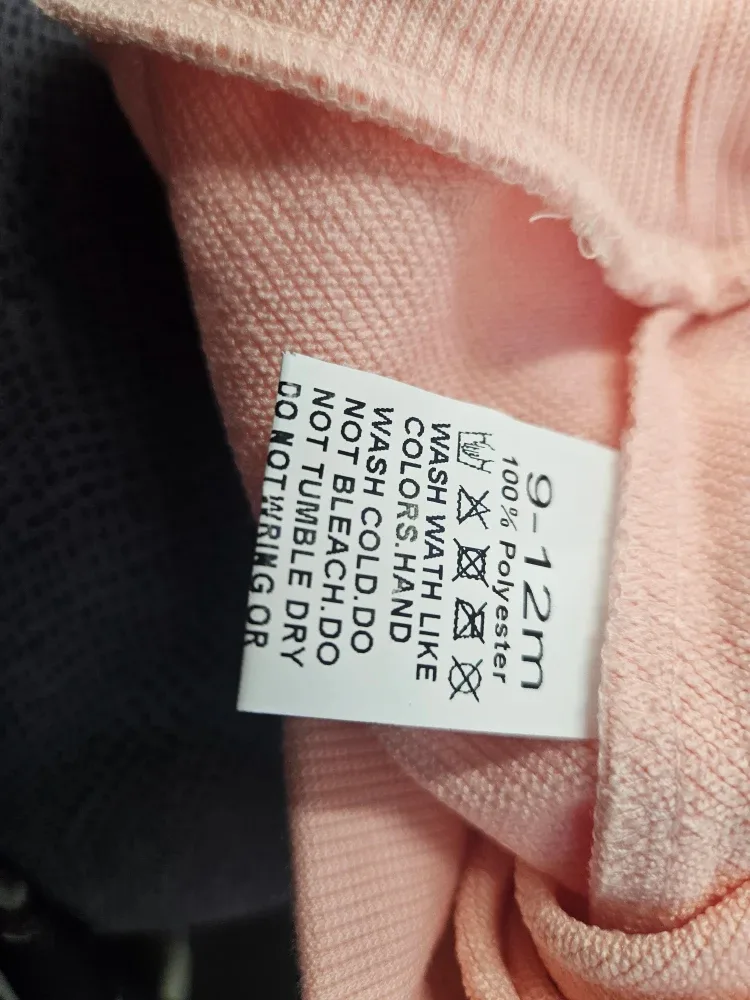 9-12m
100% Polyester
WASH WATH LIKE
COLORS.HAND
WASH COLD.DO
NOT BLEACH.DO
NOT TUMBLE DRY
DO NOT WRING OR